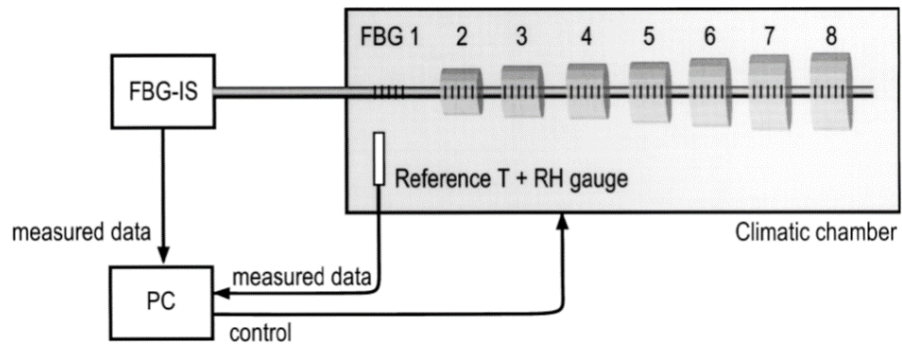 FBG 1 2 3 4 5 6 7 8
FBG-IS
Reference T + RH gauge
measured data
Climatic chamber
measured data
PC
control